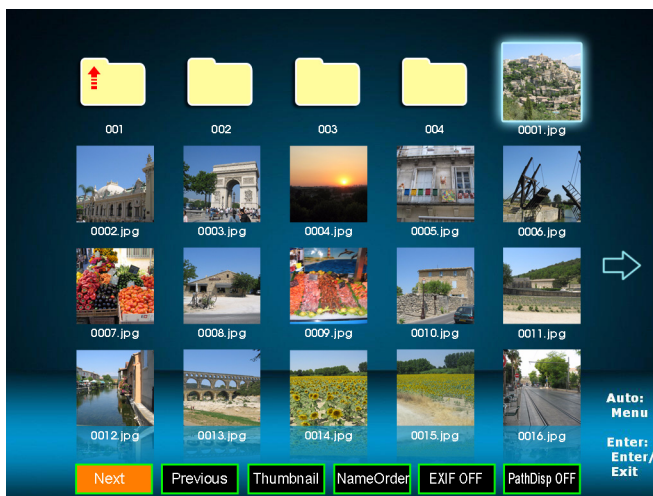 001 002 003 004 0001.jpg
0002.jpg 0003.jpg 0004.jpg 0005.jpg 0006.jpg
0007.jpg 0008.jpg 0009.jpg 0010.jpg 0011.jpg
0012.jpg 0013.jpg 0014.jpg 0015.jpg 0016.jpg
Auto:
Menu
Enter:
Enter/
Exit
Next Previous Thumbnail NameOrder EXIF OFF PathDisp OFF